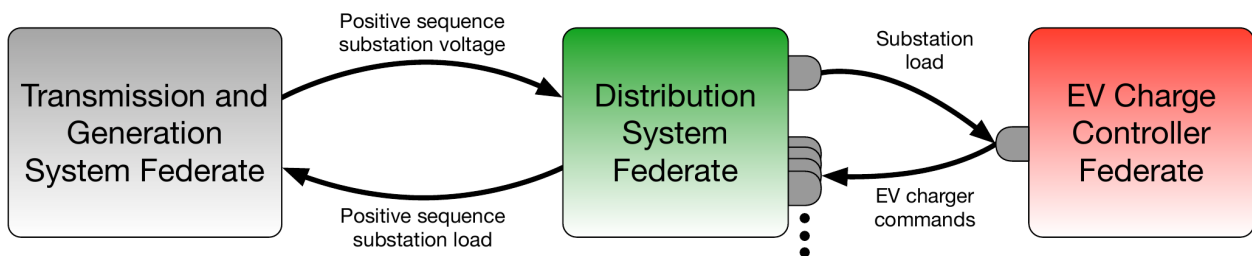 Transmission and
Generation
System Federate
Positive sequence
substation voltage
Positive sequence
substation load
Distribution
System
Federate
Substation
load
EV charger
commands
EV Charge
Controller
Federate